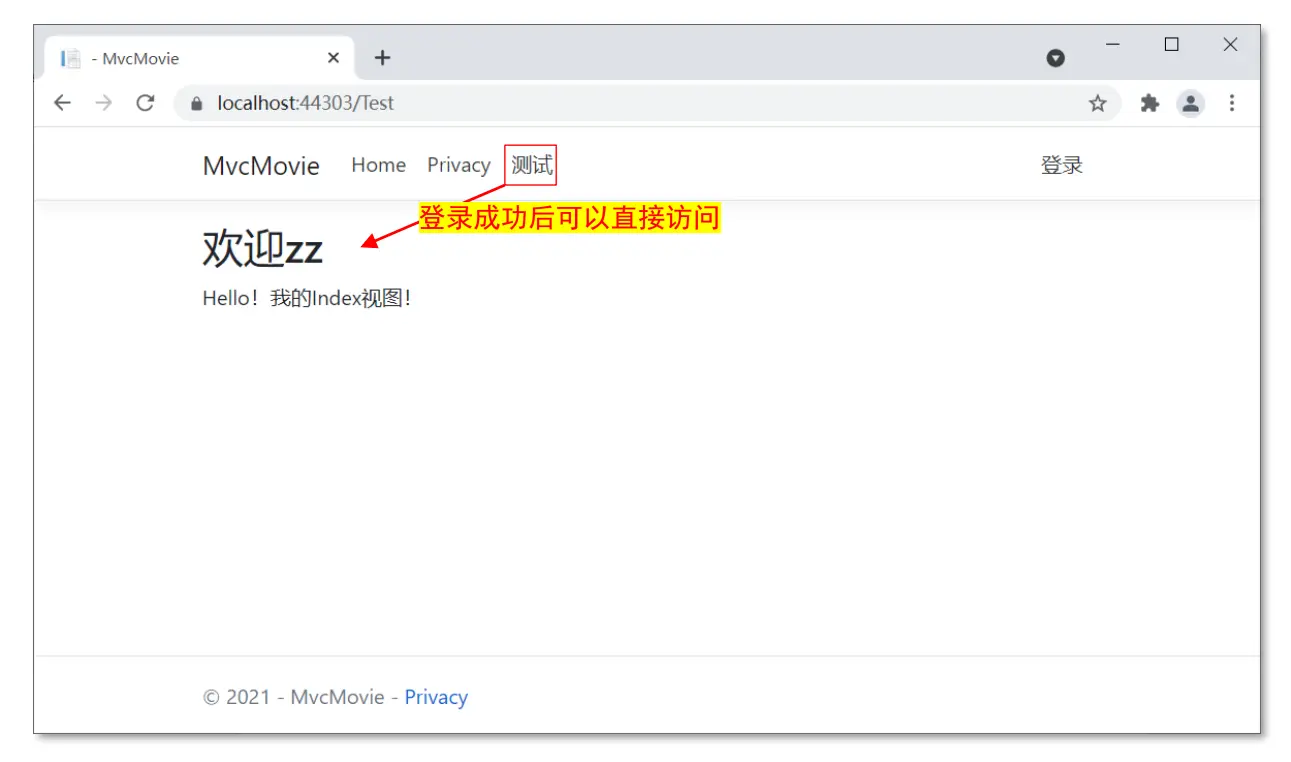 - MvcMovie
localhost:44303/Test
MvcMovie Home Privacy 测试 登录
登录成功后可以直接访问
欢迎zz
Hello！我的Index视图！
© 2021 - MvcMovie - Privacy